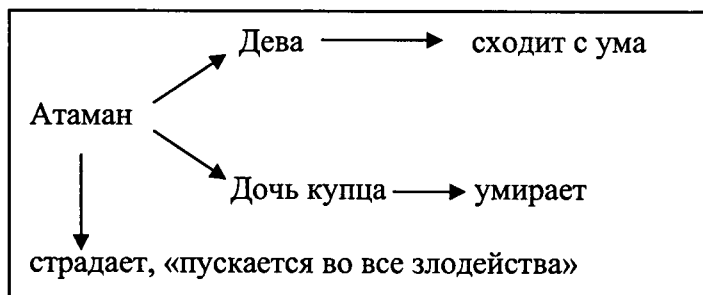 Дева сходит с ума
Атаман
Дочь купца умирает
страдает, «пускается во все злодейства»